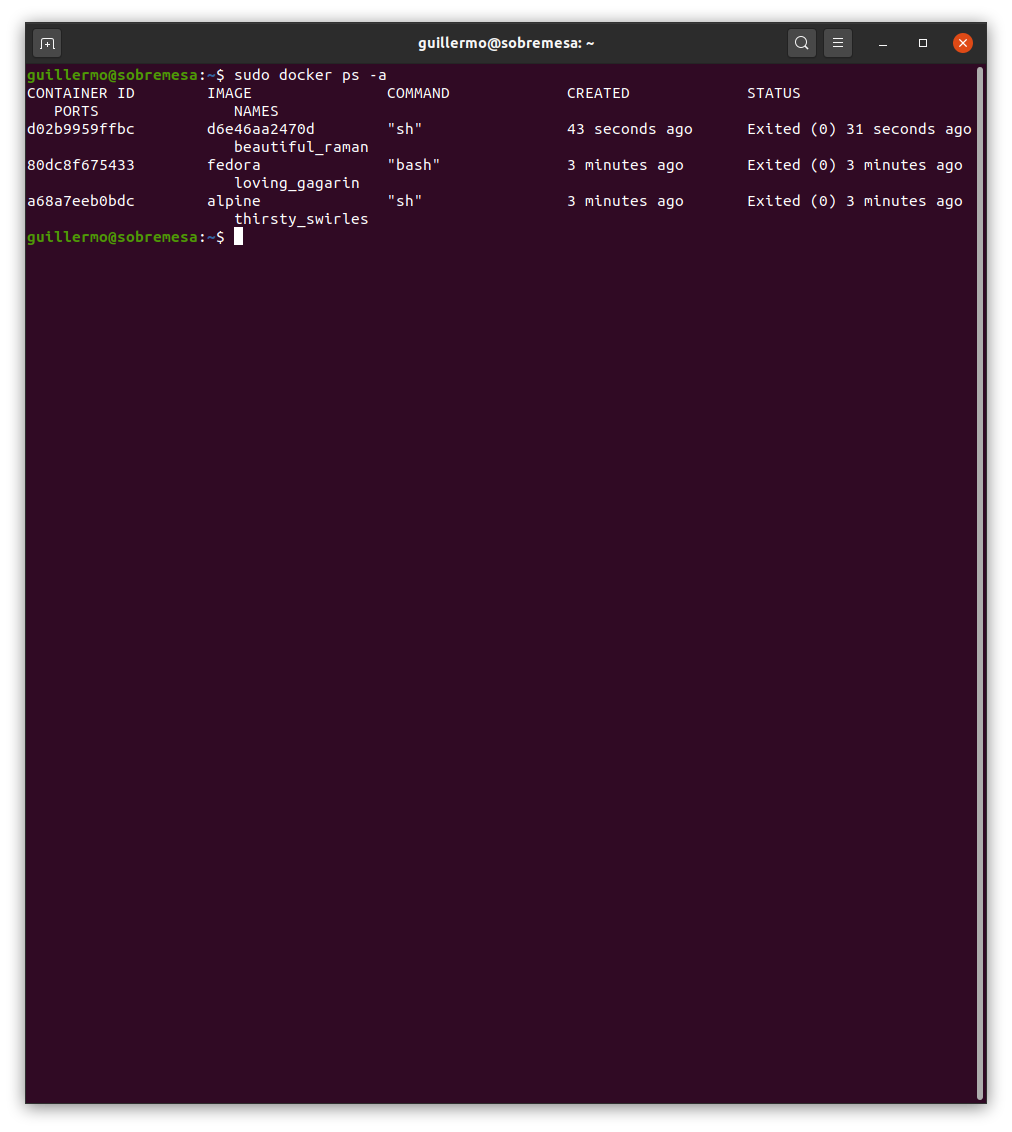 guillermo@sobremesa: ~
guillermo@sobremesa:~$ sudo docker ps -a
CONTAINER ID        IMAGE               COMMAND             CREATED             STATUS
   PORTS               NAMES
d02b9959ffbc        d6e46aa2470d        "sh"                43 seconds ago      Exited (0) 31 seconds ago
                       beautiful_raman
80dc8f675433        fedora              "bash"              3 minutes ago       Exited (0) 3 minutes ago
                       loving_gagarin
a68a7eeb0bdc        alpine              "sh"                3 minutes ago       Exited (0) 3 minutes ago
                       thirsty_swirles
guillermo@sobremesa:~$